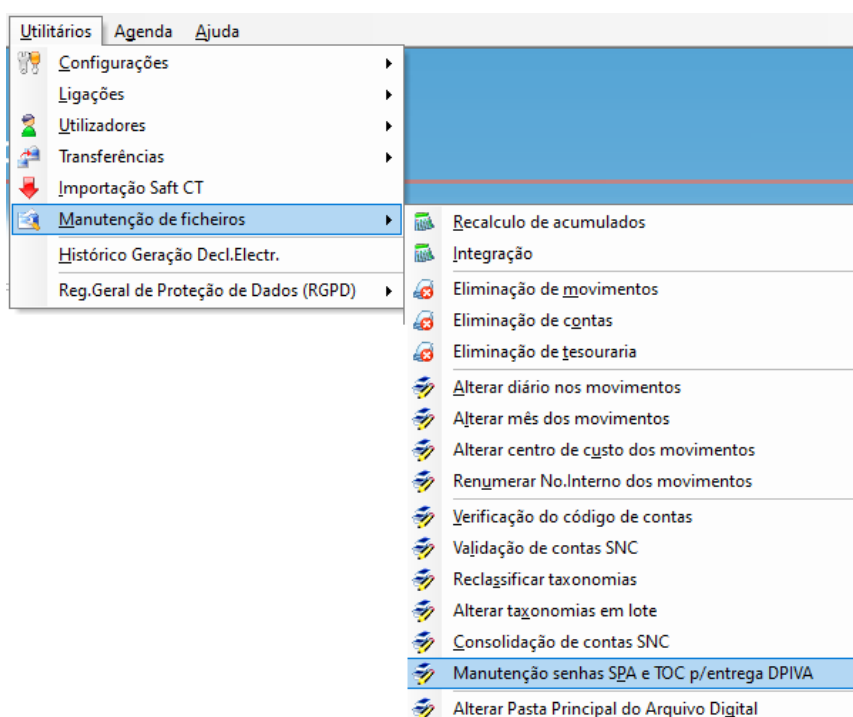 Utilitários Agenda Ajuda
Configurações
Ligações
Utilizadores
Transferências
Importação Saft CT
Manutenção de ficheiros
Histórico Geração Decl.Electr.
Reg.Geral de Proteção de Dados (RGPD)
Recalculo de acumulados
Integração
Eliminação de movimentos
Eliminação de contas
Eliminação de tesouraria
Alterar diário nos movimentos
Alterar mês dos movimentos
Alterar centro de custo dos movimentos
Renumerar No.Interno dos movimentos
Verificação do código de contas
Validação de contas SNC
Reclassificar taxonomias
Alterar taxonomias em lote
Consolidação de contas SNC
Manutenção senhas SPA e TOC p/entrega DPIVA
Alterar Pasta Principal do Arquivo Digital